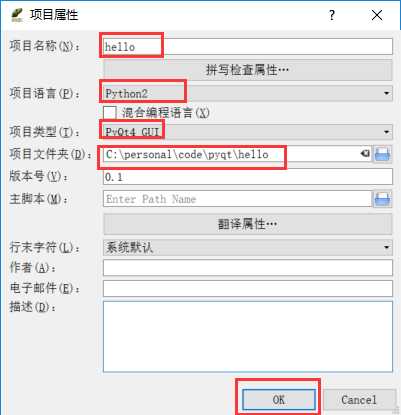 项目属性
项目名称(N): hello
拼写检查属性…
项目语言(P): Python2
混合编程语言(X)
项目类型(T): PyQt4 GUI
项目文件夹(D): C:\personal\code\pyqt\hello
版本号(V): 0.1
主脚本(M): Enter Path Name
翻译属性…
行末字符(L): 系统默认
作者(A):
电子邮件(E):
描述(D):
OK Cancel